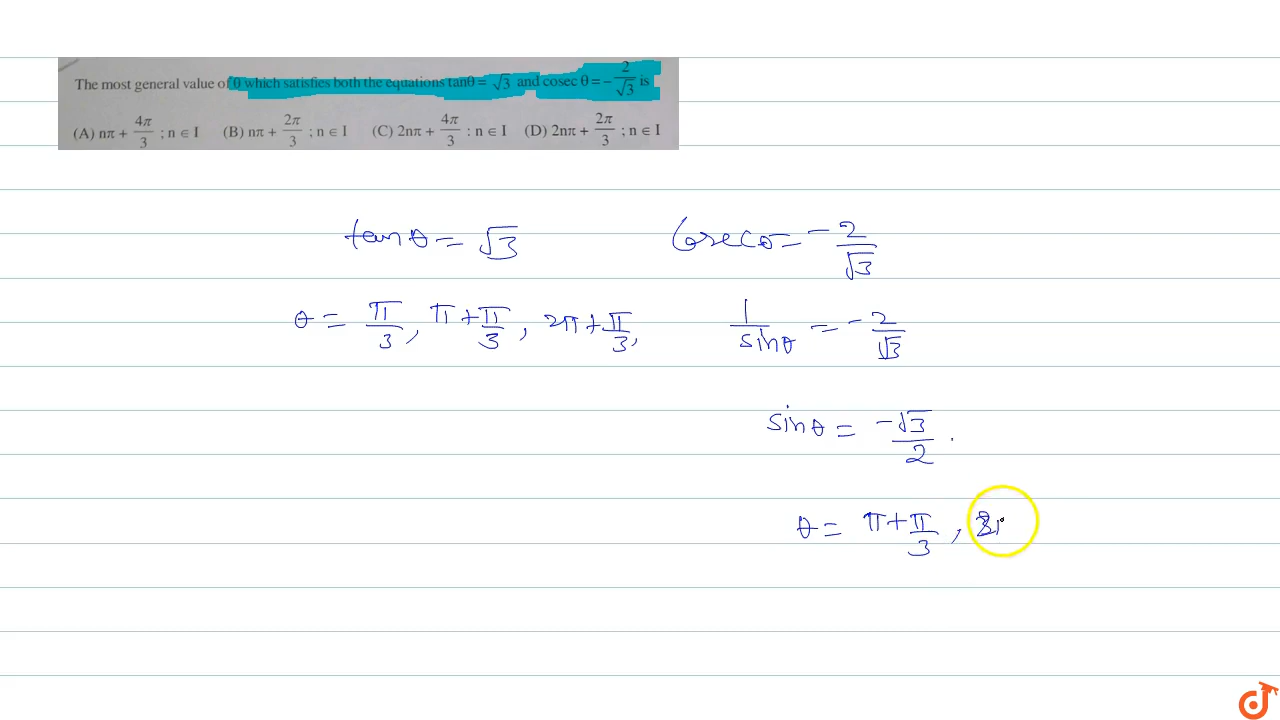 The most general value of θ which satisfies both the equations tanθ = √3 and cosec θ = -2/√3 is
(A) nπ + 4π/3 ; n ∈ I (B) nπ + 2π/3 ; n ∈ I (C) 2nπ + 4π/3 : n ∈ I (D) 2nπ + 2π/3 ; n ∈ I
tan θ = √3 Cosec θ = -2/√3
θ = π/3, π + π/3, 2π + π/3, 1/sinθ = -2/√3
sinθ = -√3/2 .
θ = π + π/3,